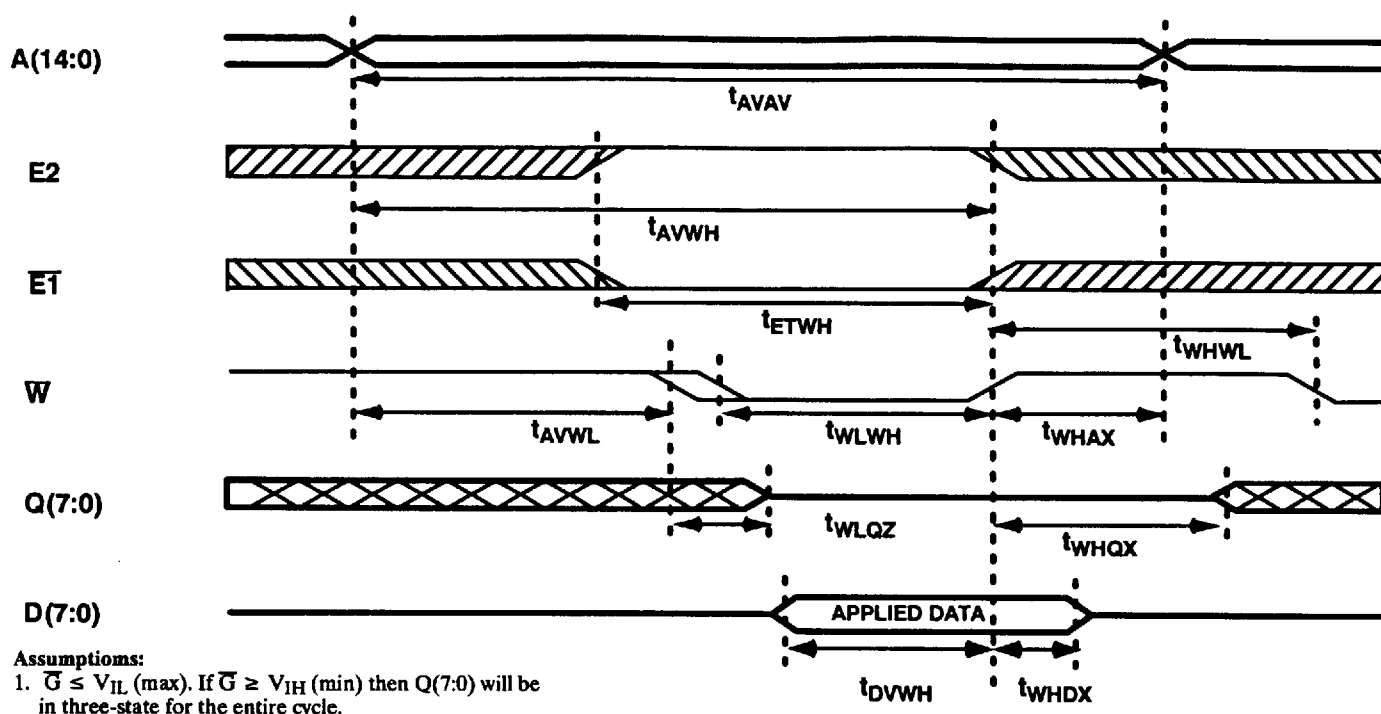 A(14:0)
tAVAV
E2
tAVWH
E1
tETWH
tWHWL
W
tAVWL
tWLWH
tWHAX
Q(7:0)
tWLQZ
tWHQX
D(7:0)
APPLIED DATA
tDVWH
tWHDX
Assumptioms:
1. G ≤ VIL (max). If G ≥ VIH (min) then Q(7:0) will be
in three-state for the entire cycle.